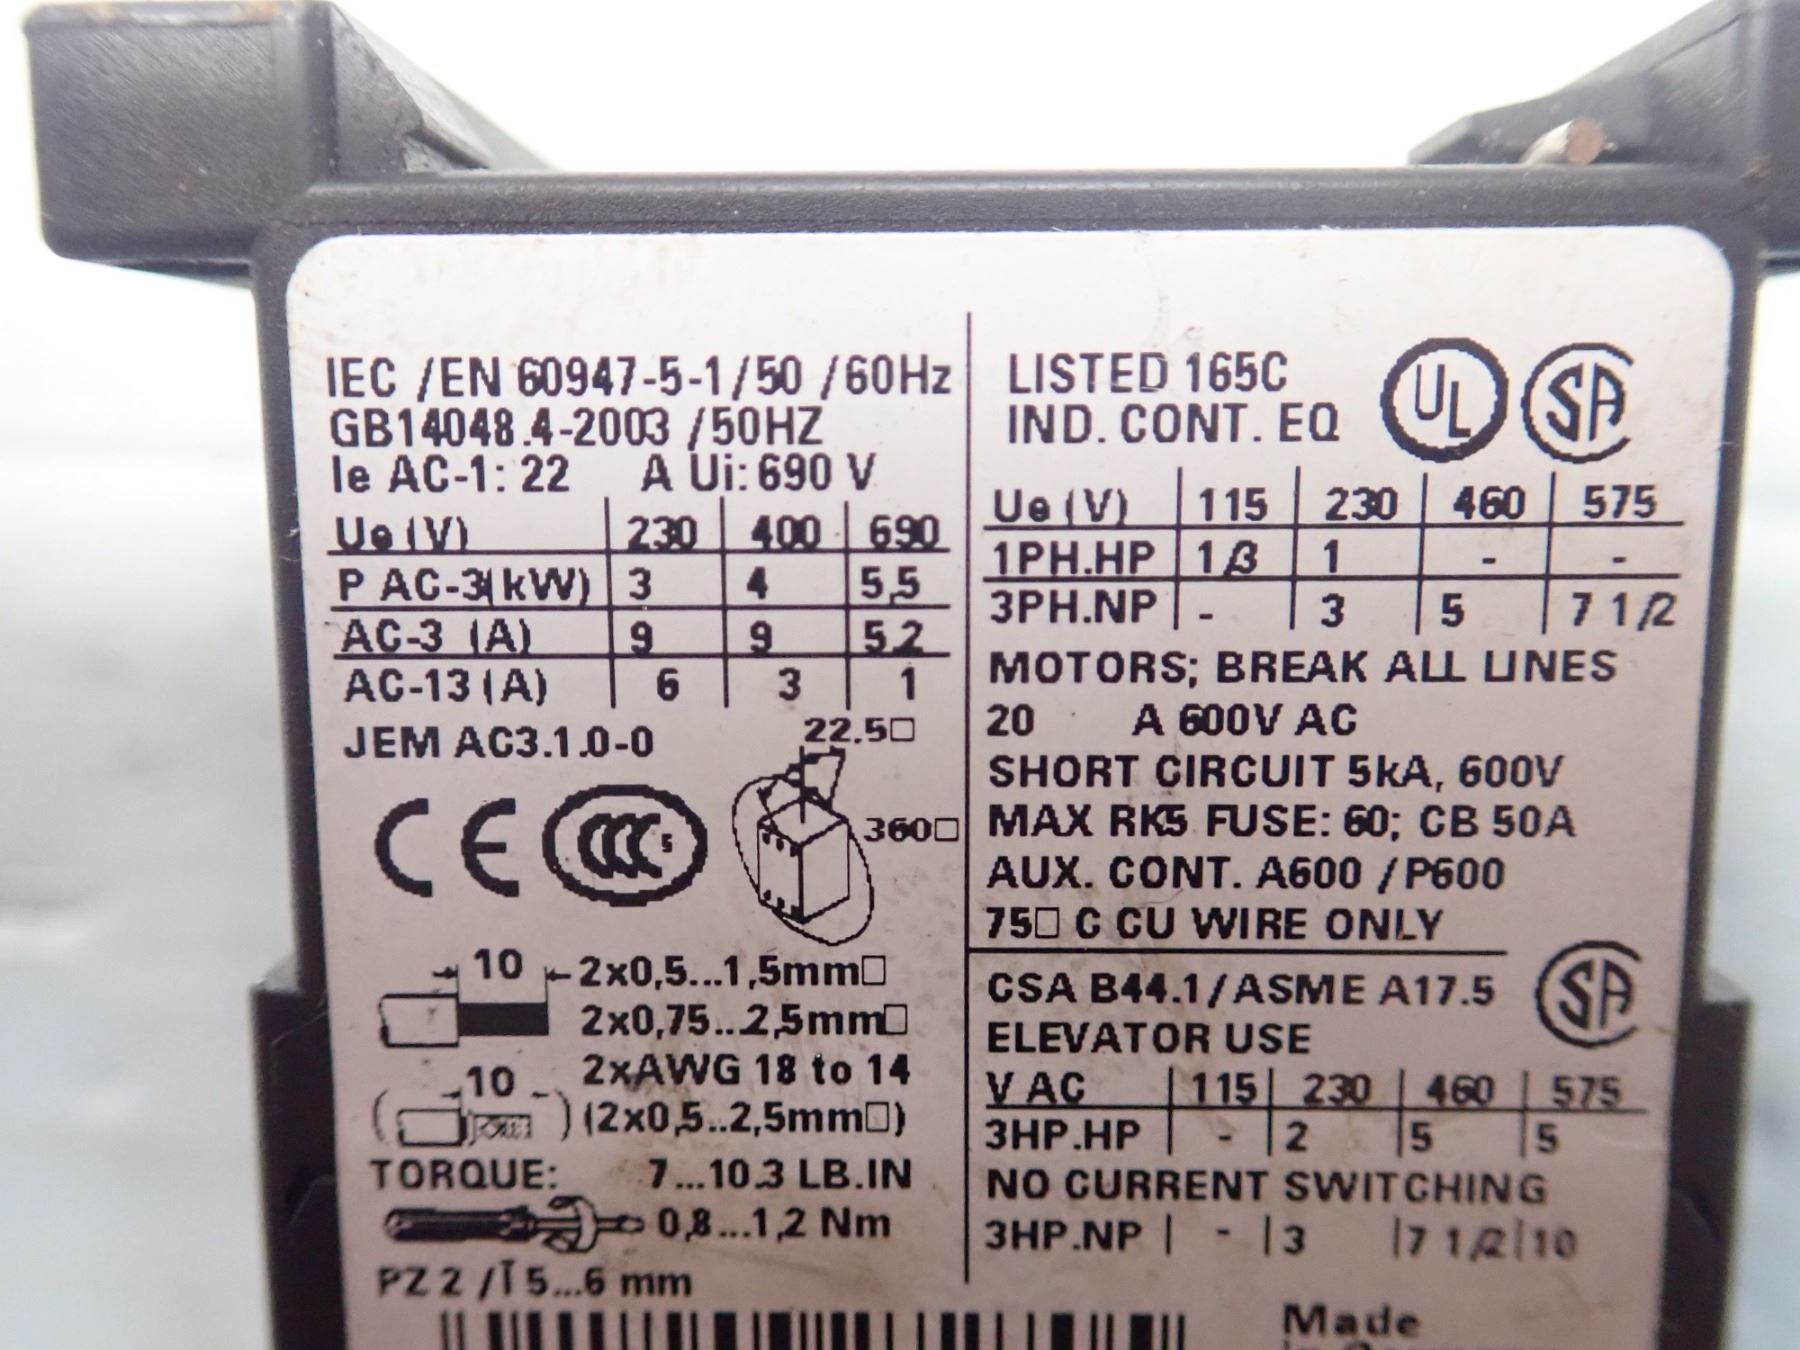 IEC /EN 60947-5-1/50 /60Hz
GB14048.4-2003 /50HZ
Ie AC-1: 22 A Ui: 690 V
Ue (V) 230 400 690
P AC-3(kW) 3 4 5,5
AC-3 (A) 9 9 5,2
AC-13 (A) 6 3 1
JEM AC3.1.0-0
22.5□
360□
CE CCC S
10 2x0,5...1,5mm□
2x0,75...2,5mm□
2xAWG 18 to 14
10 (2x0,5..2,5mm□)
TORQUE: 7...10.3 LB.IN
0,8...1,2 Nm
PZ 2 /Ī 5...6 mm
LISTED 165C
IND. CONT. EQ
UL SA
Ue (V) 115 230 460 575
1PH.HP 1/3 1 - -
3PH.NP - 3 5 7 1/2
MOTORS; BREAK ALL LINES
20 A 600V AC
SHORT CIRCUIT 5kA, 600V
MAX RK5 FUSE: 60; CB 50A
AUX. CONT. A600 / P600
75□ C CU WIRE ONLY
CSA B44.1/ASME A17.5
ELEVATOR USE
SA
V AC 115 230 460 575
3HP.HP - 2 5 5
NO CURRENT SWITCHING
3HP.NP - 3 7 1/2 10
Made